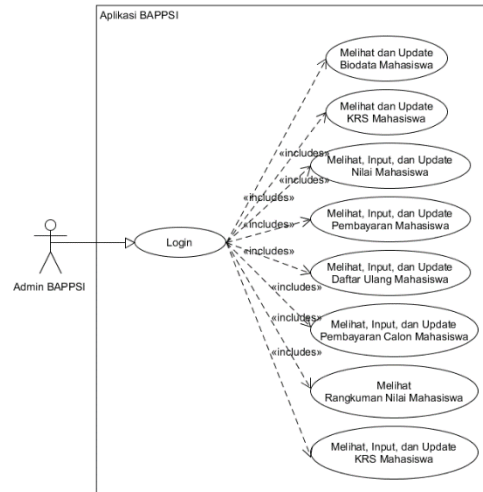 Aplikasi BAPPSI
Melihat dan Update
Biodata Mahasiswa
Melihat dan Update
KRS Mahasiswa
«includes»
Melihat, Input, dan Update
Nilai Mahasiswa
«includes»
«includes»
Melihat, Input, dan Update
Pembayaran Mahasiswa
«includes»
Login
Admin BAPPSI
«includes»
Melihat, Input, dan Update
Daftar Ulang Mahasiswa
«includes»
Melihat, Input, dan Update
Pembayaran Calon Mahasiswa
«includes»
«includes»
Melihat
Rangkuman Nilai Mahasiswa
Melihat, Input, dan Update
KRS Mahasiswa